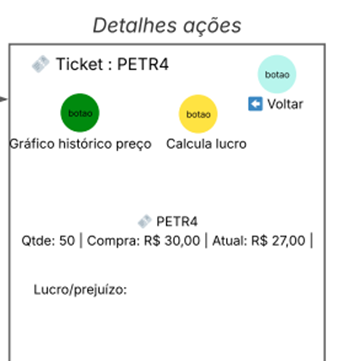 Detalhes ações
Ticket : PETR4
botao
botao
botao
Voltar
Gráfico histórico preço
Calcula lucro
PETR4
Qtde: 50 | Compra: R$ 30,00 | Atual: R$ 27,00 |
Lucro/prejuízo: